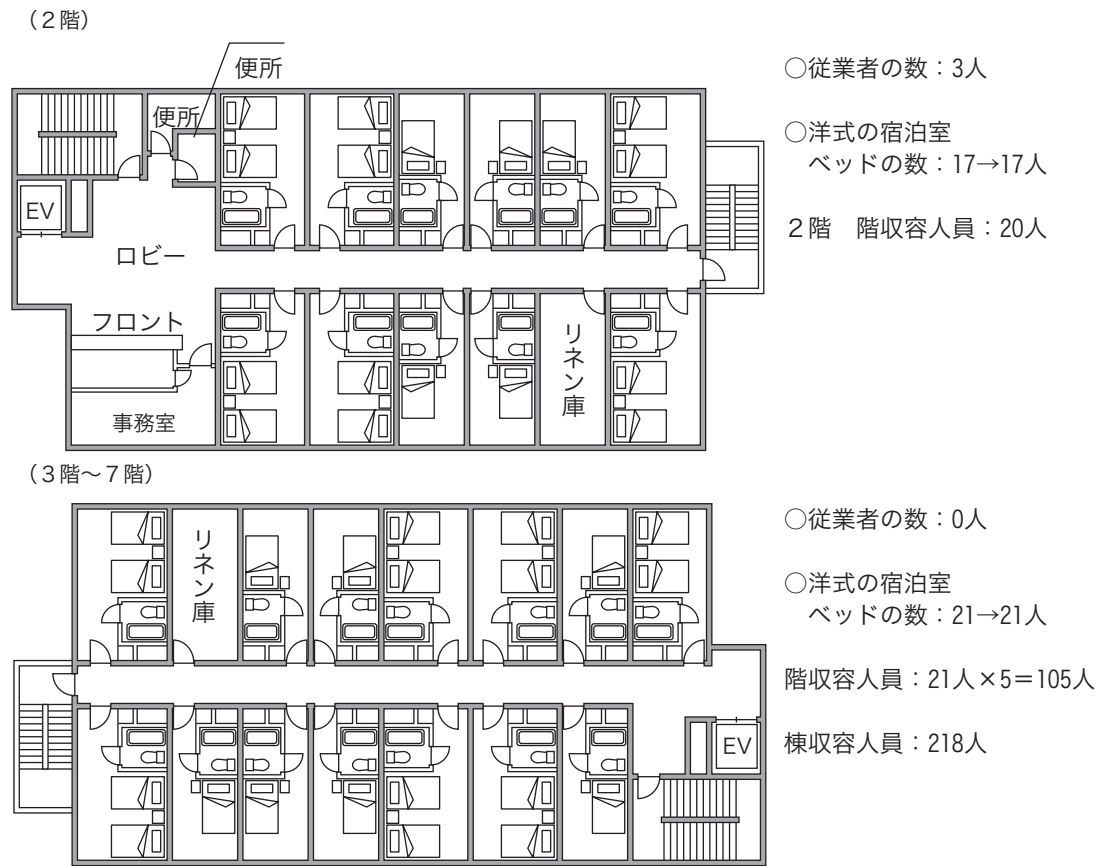 （２階）
便所
便所
EV
ロビー
フロント
事務室
リネン庫
○従業者の数：3人
○洋式の宿泊室
ベッドの数：17→17人
２階　階収容人員：20人
（３階～７階）
リネン庫
EV
○従業者の数：0人
○洋式の宿泊室
ベッドの数：21→21人
階収容人員：21人×5＝105人
棟収容人員：218人